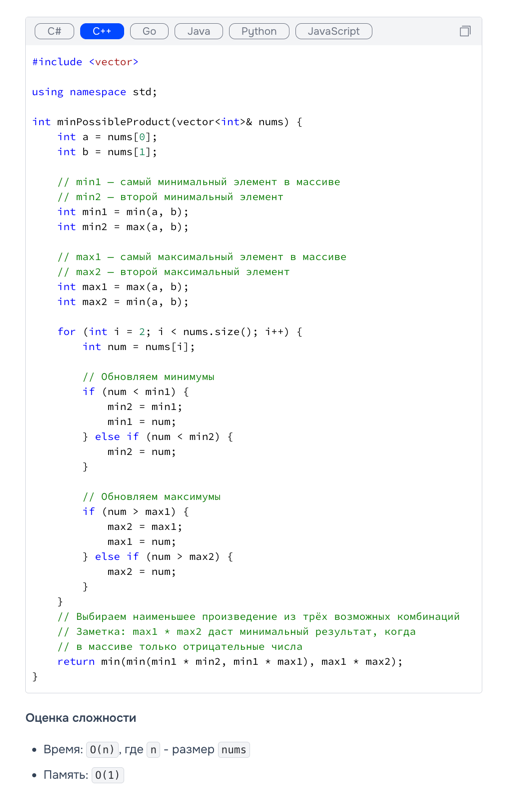 C# C++ Go Java Python JavaScript
#include <vector>
using namespace std;
int minPossibleProduct(vector<int>& nums) {
    int a = nums[0];
    int b = nums[1];
    // min1 — самый минимальный элемент в массиве
    // min2 — второй минимальный элемент
    int min1 = min(a, b);
    int min2 = max(a, b);
    // max1 — самый максимальный элемент в массиве
    // max2 — второй максимальный элемент
    int max1 = max(a, b);
    int max2 = min(a, b);
    for (int i = 2; i < nums.size(); i++) {
        int num = nums[i];
        // Обновляем минимумы
        if (num < min1) {
            min2 = min1;
            min1 = num;
        } else if (num < min2) {
            min2 = num;
        }
        // Обновляем максимумы
        if (num > max1) {
            max2 = max1;
            max1 = num;
        } else if (num > max2) {
            max2 = num;
        }
    }
    // Выбираем наименьшее произведение из трёх возможных комбинаций
    // Заметка: max1 * max2 даст минимальный результат, когда
    // в массиве только отрицательные числа
    return min(min(min1 * min2, min1 * max1), max1 * max2);
}
Оценка сложности
• Время: O(n), где n - размер nums
• Память: O(1)